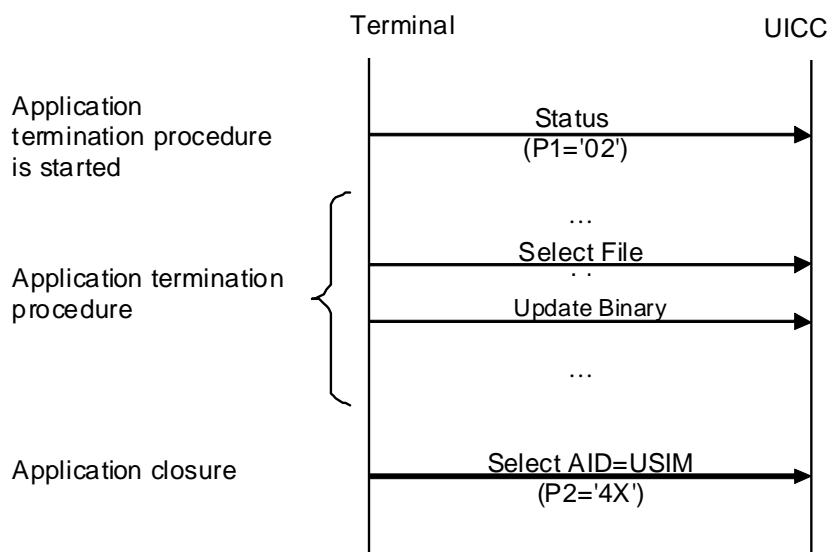 Terminal
UICC
Application
termination procedure
is started
Status
(P1='02')
...
Select File
. .
Application termination
procedure
Update Binary
...
Application closure
Select AID=USIM
(P2='4X')